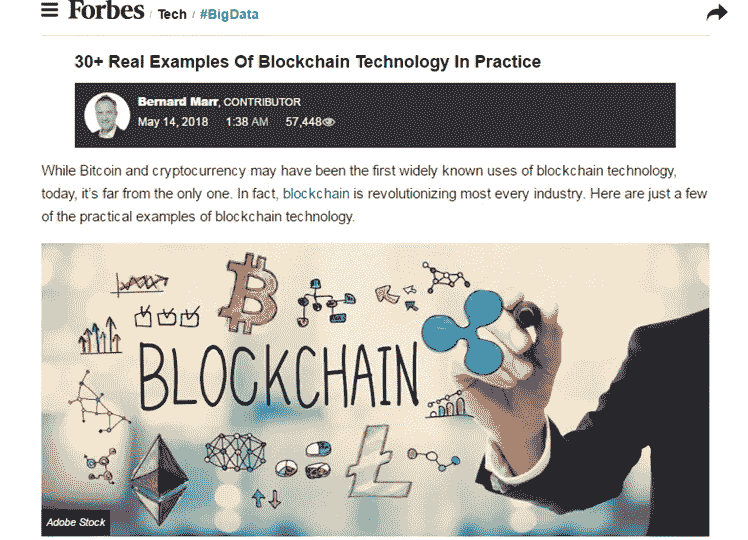 Forbes / Tech / #BigData
30+ Real Examples Of Blockchain Technology In Practice
Bernard Marr, CONTRIBUTOR
May 14, 2018 1:38 AM 57,448
While Bitcoin and cryptocurrency may have been the first widely known uses of blockchain technology,
today, it's far from the only one. In fact, blockchain is revolutionizing most every industry. Here are just a few
of the practical examples of blockchain technology.
BLOCKCHAIN
Adobe Stock